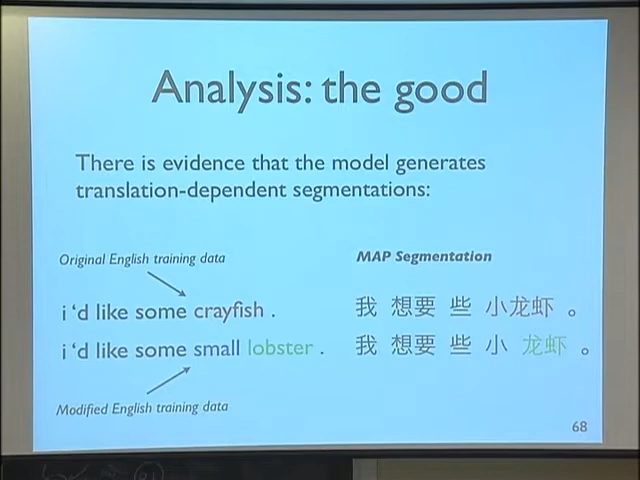 Analysis: the good
There is evidence that the model generates
translation-dependent segmentations:
Original English training data
MAP Segmentation
i 'd like some crayfish .
我 想要 些 小龙虾 。
i 'd like some small lobster .
我 想要 些 小 龙虾 。
Modified English training data
68